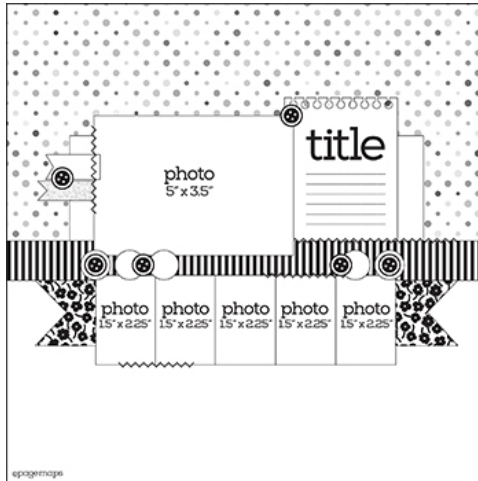 title
photo
5" x 3.5"
photo
1.5" x 2.25"
photo
1.5" x 2.25"
photo
1.5" x 2.25"
photo
1.5" x 2.25"
photo
1.5" x 2.25"
©pagemaps